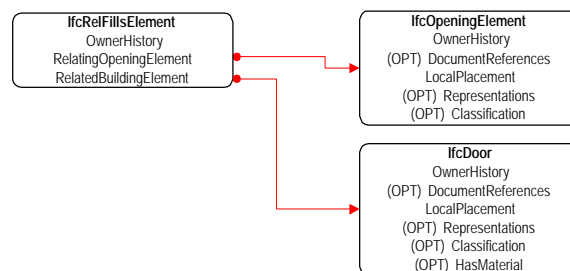 IfcRelFillsElement
OwnerHistory
RelatingOpeningElement
RelatedBuildingElement
IfcOpeningElement
OwnerHistory
(OPT) DocumentReferences
LocalPlacement
(OPT) Representations
(OPT) Classification
IfcDoor
OwnerHistory
(OPT) DocumentReferences
LocalPlacement
(OPT) Representations
(OPT) Classification
(OPT) HasMaterial